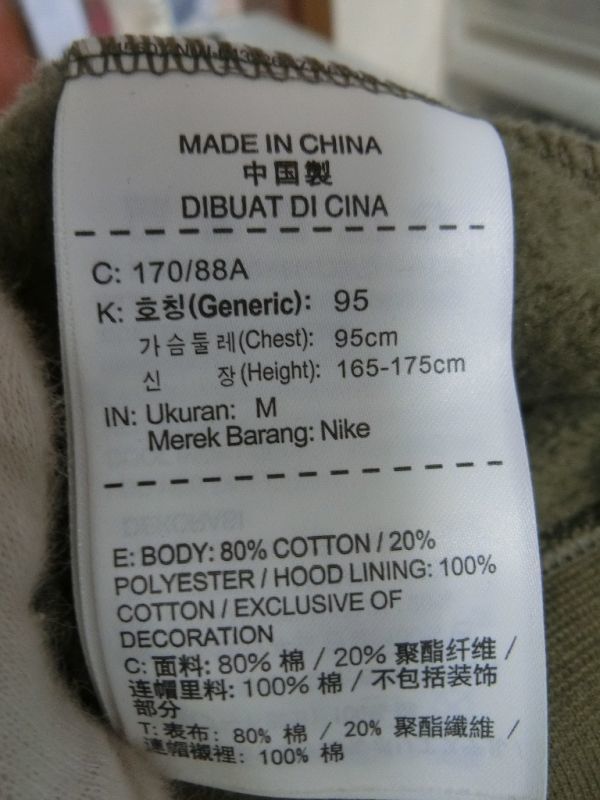 MADE IN CHINA
中国製
DIBUAT DI CINA
C: 170/88A
K: 호칭(Generic): 95
가슴둘레(Chest): 95cm
신 장(Height): 165-175cm
IN: Ukuran: M
Merek Barang: Nike
E: BODY: 80% COTTON / 20%
POLYESTER / HOOD LINING: 100%
COTTON / EXCLUSIVE OF
DECORATION
C: 面料: 80% 棉 / 20% 聚酯纤维 /
连帽里料: 100% 棉 / 不包括装饰
部分
T: 表布: 80% 棉 / 20% 聚酯纖維 /
連帽襯裡: 100% 棉